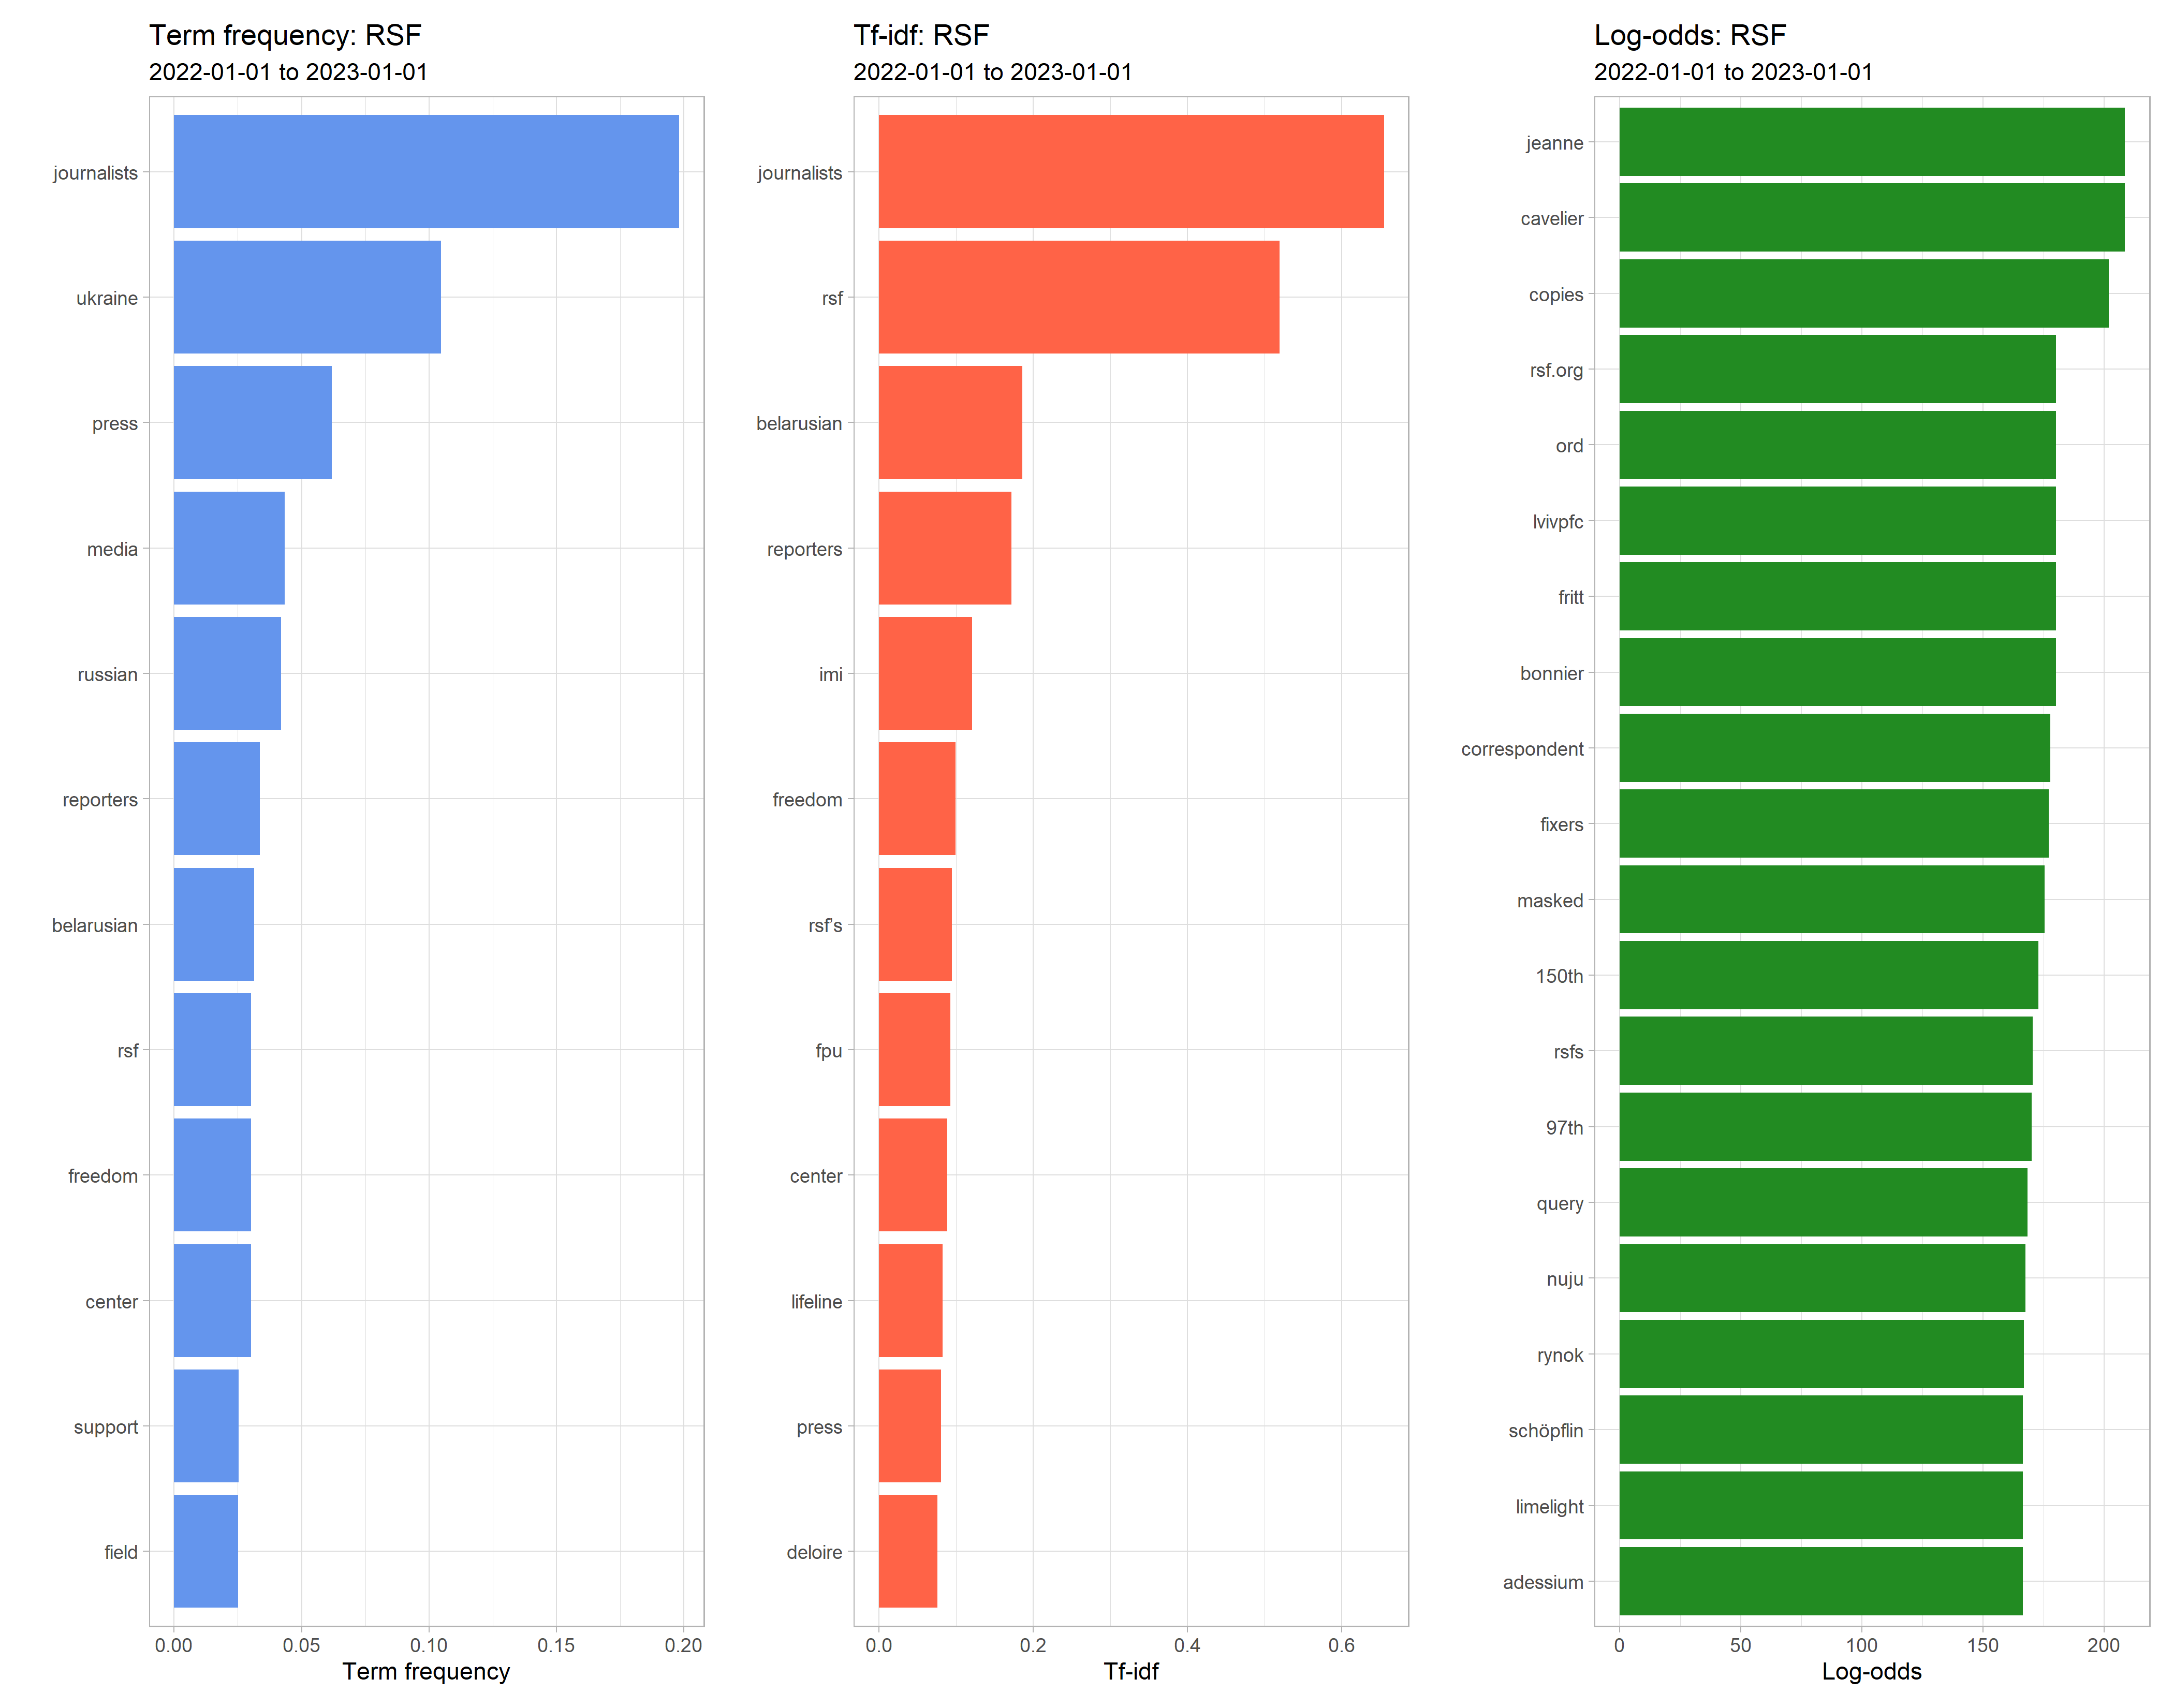 Term frequency: RSF
2022-01-01 to 2023-01-01
journalists
ukraine
press
media
russian
reporters
belarusian
rsf
freedom
center
support
field
0.00 0.05 0.10 0.15 0.20
Term frequency
Tf-idf: RSF
2022-01-01 to 2023-01-01
journalists
rsf
belarusian
reporters
imi
freedom
rsf's
fpu
center
lifeline
press
deloire
0.0 0.2 0.4 0.6
Tf-idf
Log-odds: RSF
2022-01-01 to 2023-01-01
jeanne
cavelier
copies
rsf.org
ord
lvivpfc
fritt
bonnier
correspondent
fixers
masked
150th
rsfs
97th
query
nuju
rynok
schöpflin
limelight
adessium
0 50 100 150 200
Log-odds